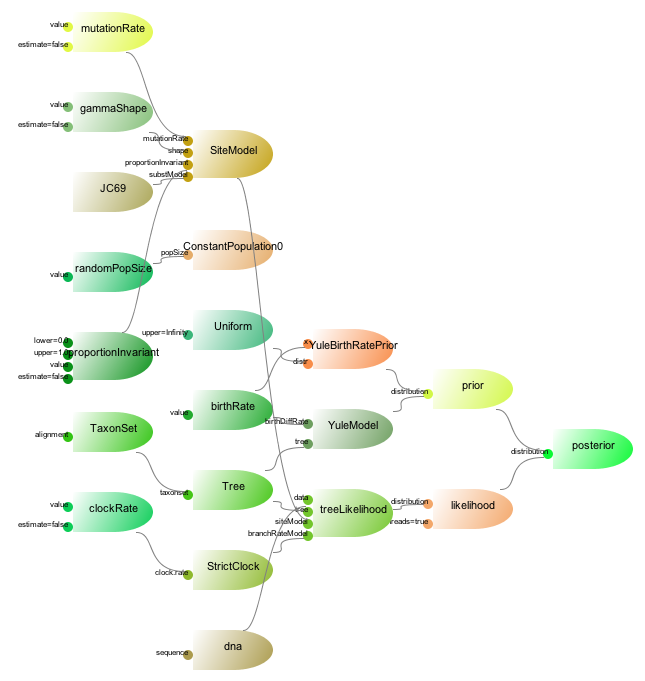 value
mutationRate
estimate=false
value
gammaShape
estimate=false
mutationRate
shape
SiteModel
proportionInvariant
substModel
JC69
popSize
ConstantPopulation0
value
randomPopSize
upper=Infinity
Uniform
lower=0.0
upper=1.0
proportionInvariant
value
estimate=false
x
YuleBirthRatePrior
distr
value
birthRate
distribution
prior
birthDiffRate
YuleModel
tree
alignment
TaxonSet
distribution
posterior
taxonset
Tree
value
clockRate
estimate=false
data
tree
treeLikelihood
siteModel
branchRateModel
distribution
likelihood
reads=true
clock.rate
StrictClock
sequence
dna